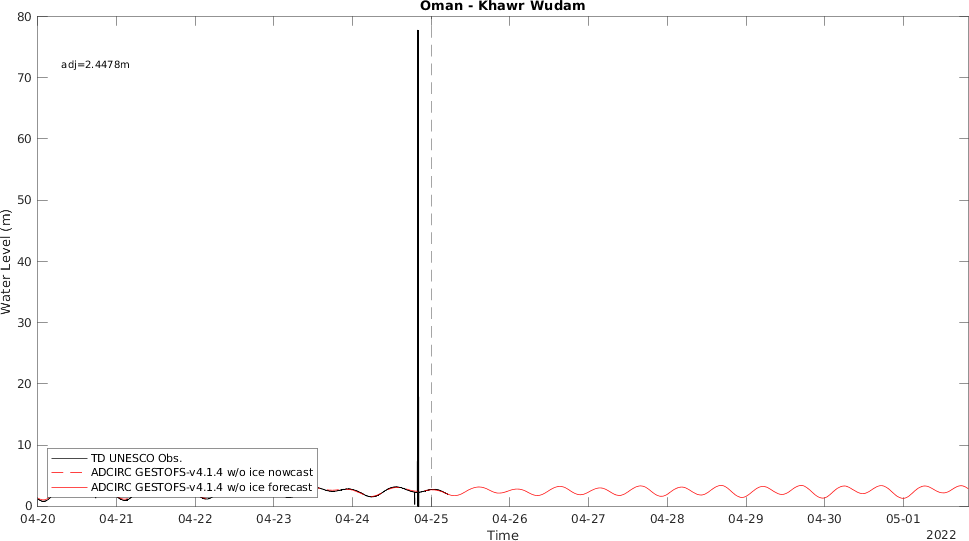 Oman - Khawr Wudam
adj=2.4478m
Water Level (m)
80
70
60
50
40
30
20
10
0
TD UNESCO Obs.
ADCIRC GESTOFS-v4.1.4 w/o ice nowcast
ADCIRC GESTOFS-v4.1.4 w/o ice forecast
04-20 04-21 04-22 04-23 04-24 04-25 04-26 04-27 04-28 04-29 04-30 05-01
Time
2022